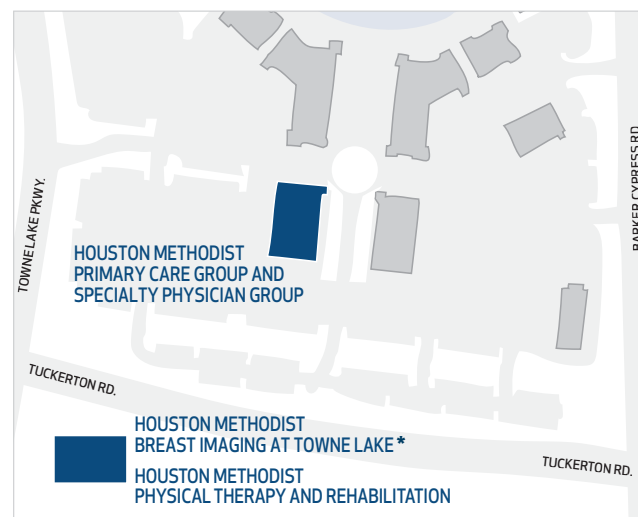 TOWNE LAKE PKWY.
BARKER CYPRESS RD.
HOUSTON METHODIST
PRIMARY CARE GROUP AND
SPECIALTY PHYSICIAN GROUP
TUCKERTON RD.
HOUSTON METHODIST
BREAST IMAGING AT TOWNE LAKE *
HOUSTON METHODIST
PHYSICAL THERAPY AND REHABILITATION
TUCKERTON RD.